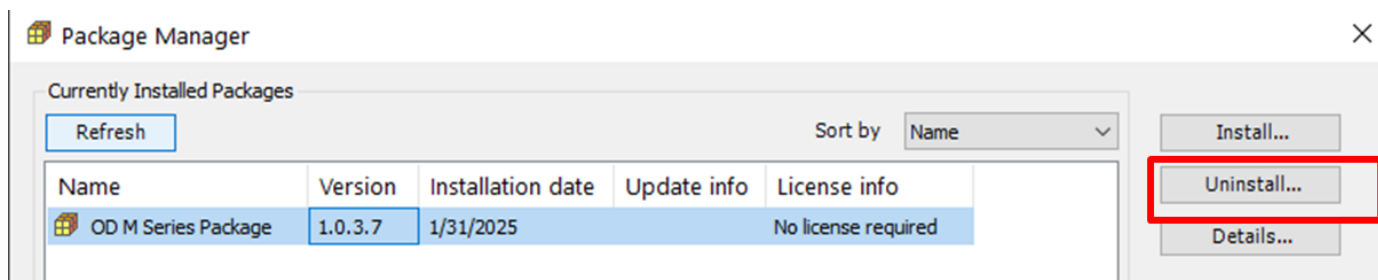 Package Manager
Currently Installed Packages
Refresh Sort by Name Install...
Name Version Installation date Update info License info Uninstall...
OD M Series Package 1.0.3.7 1/31/2025 No license required Details...